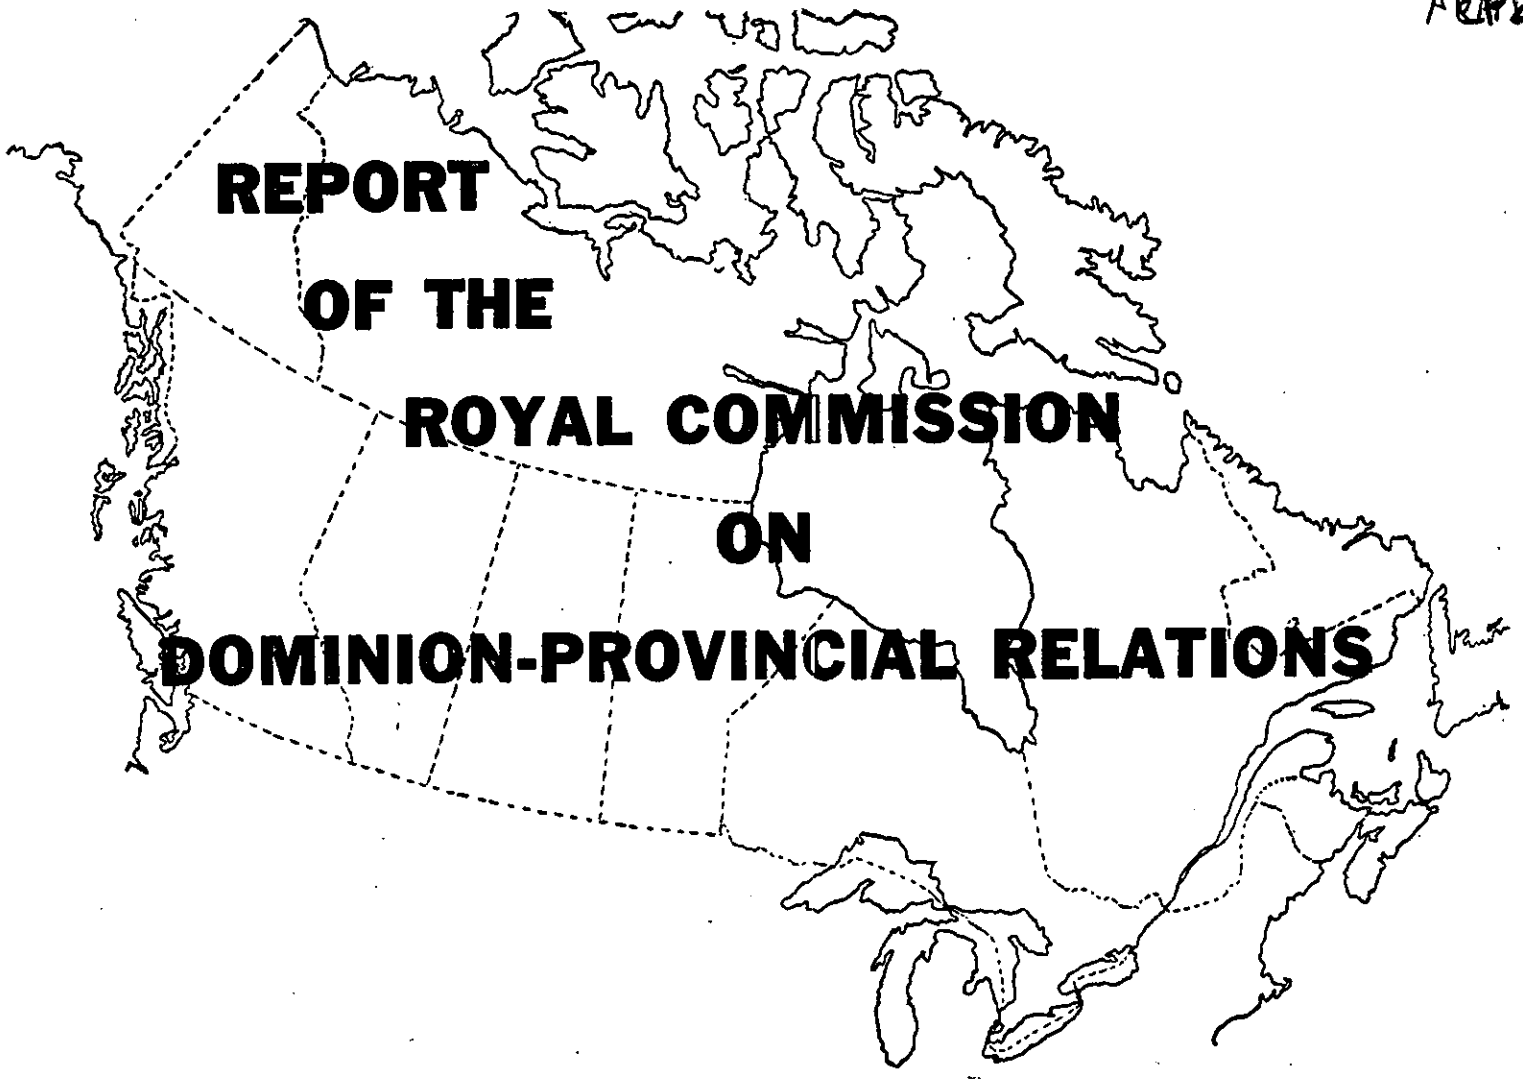 REPORT
OF THE
ROYAL COMMISSION
ON
DOMINION-PROVINCIAL RELATIONS